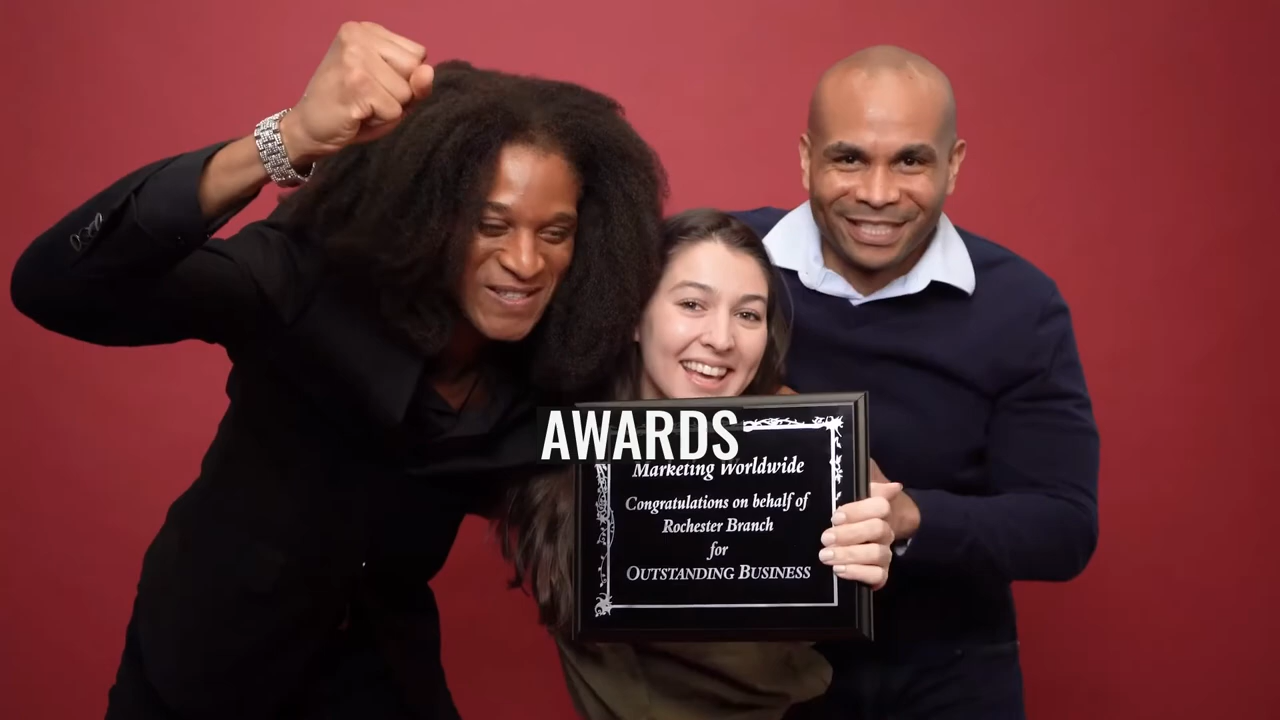 AWARDS
Marketing Worldwide
Congratulations on behalf of
Rochester Branch
for
OUTSTANDING BUSINESS